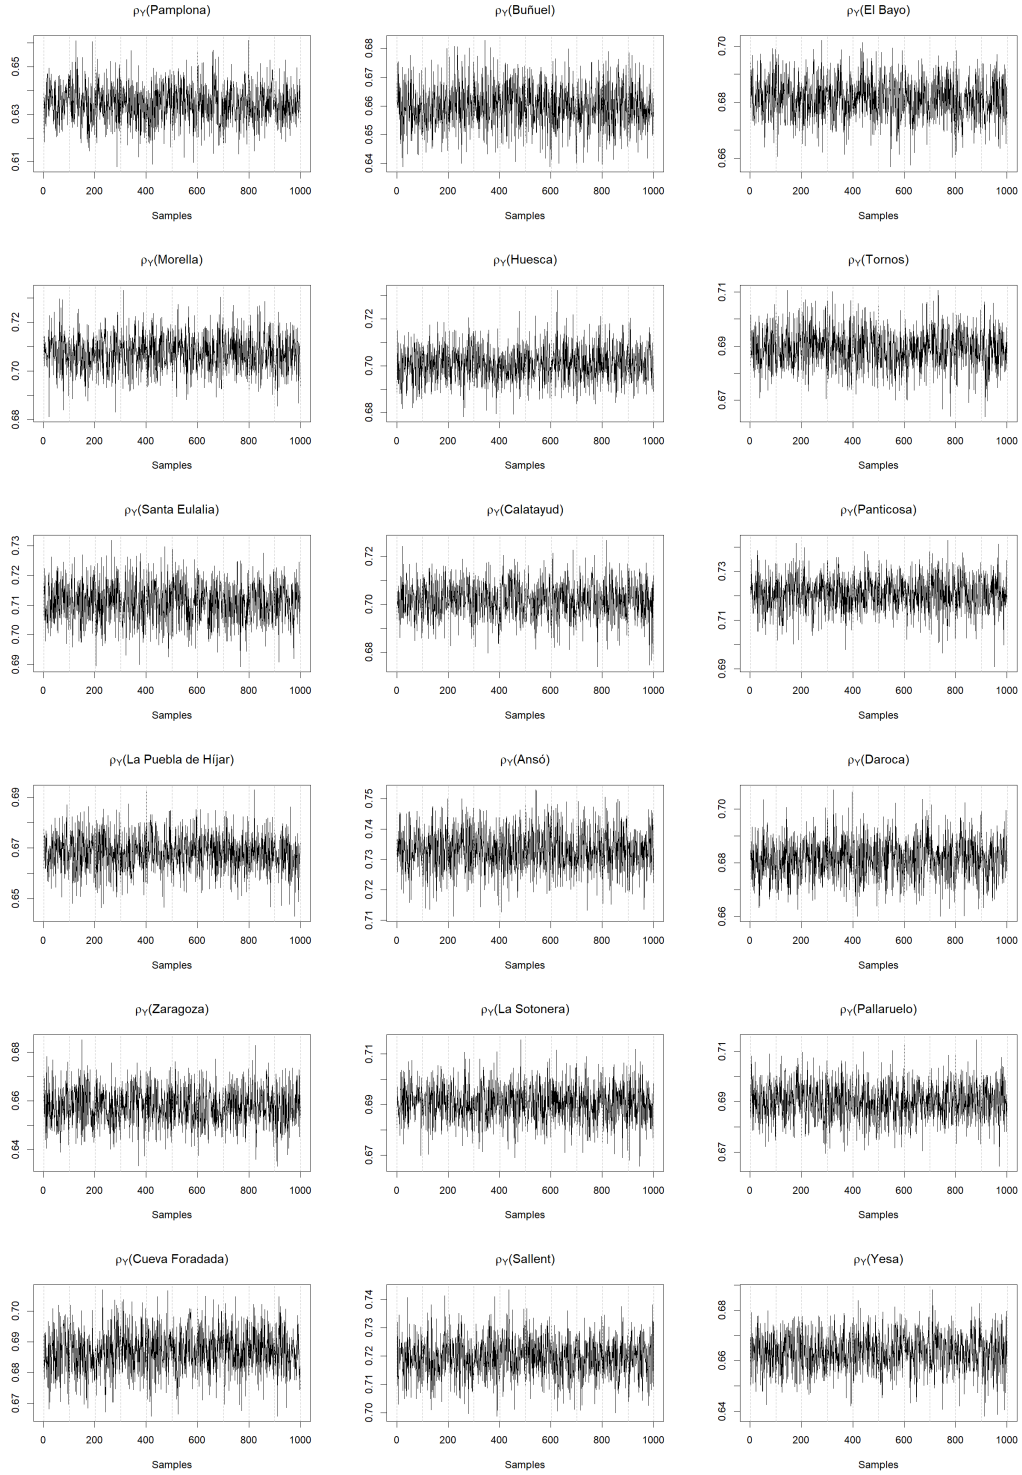 ρY(Pamplona) ρY(Buñuel) ρY(El Bayo)
0.61 0.63 0.65 0.64 0.65 0.66 0.67 0.68 0.66 0.68 0.70
0 200 400 600 800 1000 0 200 400 600 800 1000 0 200 400 600 800 1000
Samples Samples Samples
ρY(Morella) ρY(Huesca) ρY(Tornos)
0.68 0.70 0.72 0.68 0.70 0.72 0.67 0.69 0.71
0 200 400 600 800 1000 0 200 400 600 800 1000 0 200 400 600 800 1000
Samples Samples Samples
ρY(Santa Eulalia) ρY(Calatayud) ρY(Panticosa)
0.69 0.70 0.71 0.72 0.73 0.68 0.70 0.72 0.69 0.71 0.73
0 200 400 600 800 1000 0 200 400 600 800 1000 0 200 400 600 800 1000
Samples Samples Samples
ρY(La Puebla de Híjar) ρY(Ansó) ρY(Daroca)
0.65 0.67 0.69 0.71 0.72 0.73 0.74 0.75 0.66 0.68 0.70
0 200 400 600 800 1000 0 200 400 600 800 1000 0 200 400 600 800 1000
Samples Samples Samples
ρY(Zaragoza) ρY(La Sotonera) ρY(Pallaruelo)
0.64 0.66 0.68 0.67 0.69 0.71 0.67 0.69 0.71
0 200 400 600 800 1000 0 200 400 600 800 1000 0 200 400 600 800 1000
Samples Samples Samples
ρY(Cueva Foradada) ρY(Sallent) ρY(Yesa)
0.67 0.68 0.69 0.70 0.70 0.71 0.72 0.73 0.74 0.64 0.66 0.68
0 200 400 600 800 1000 0 200 400 600 800 1000 0 200 400 600 800 1000
Samples Samples Samples